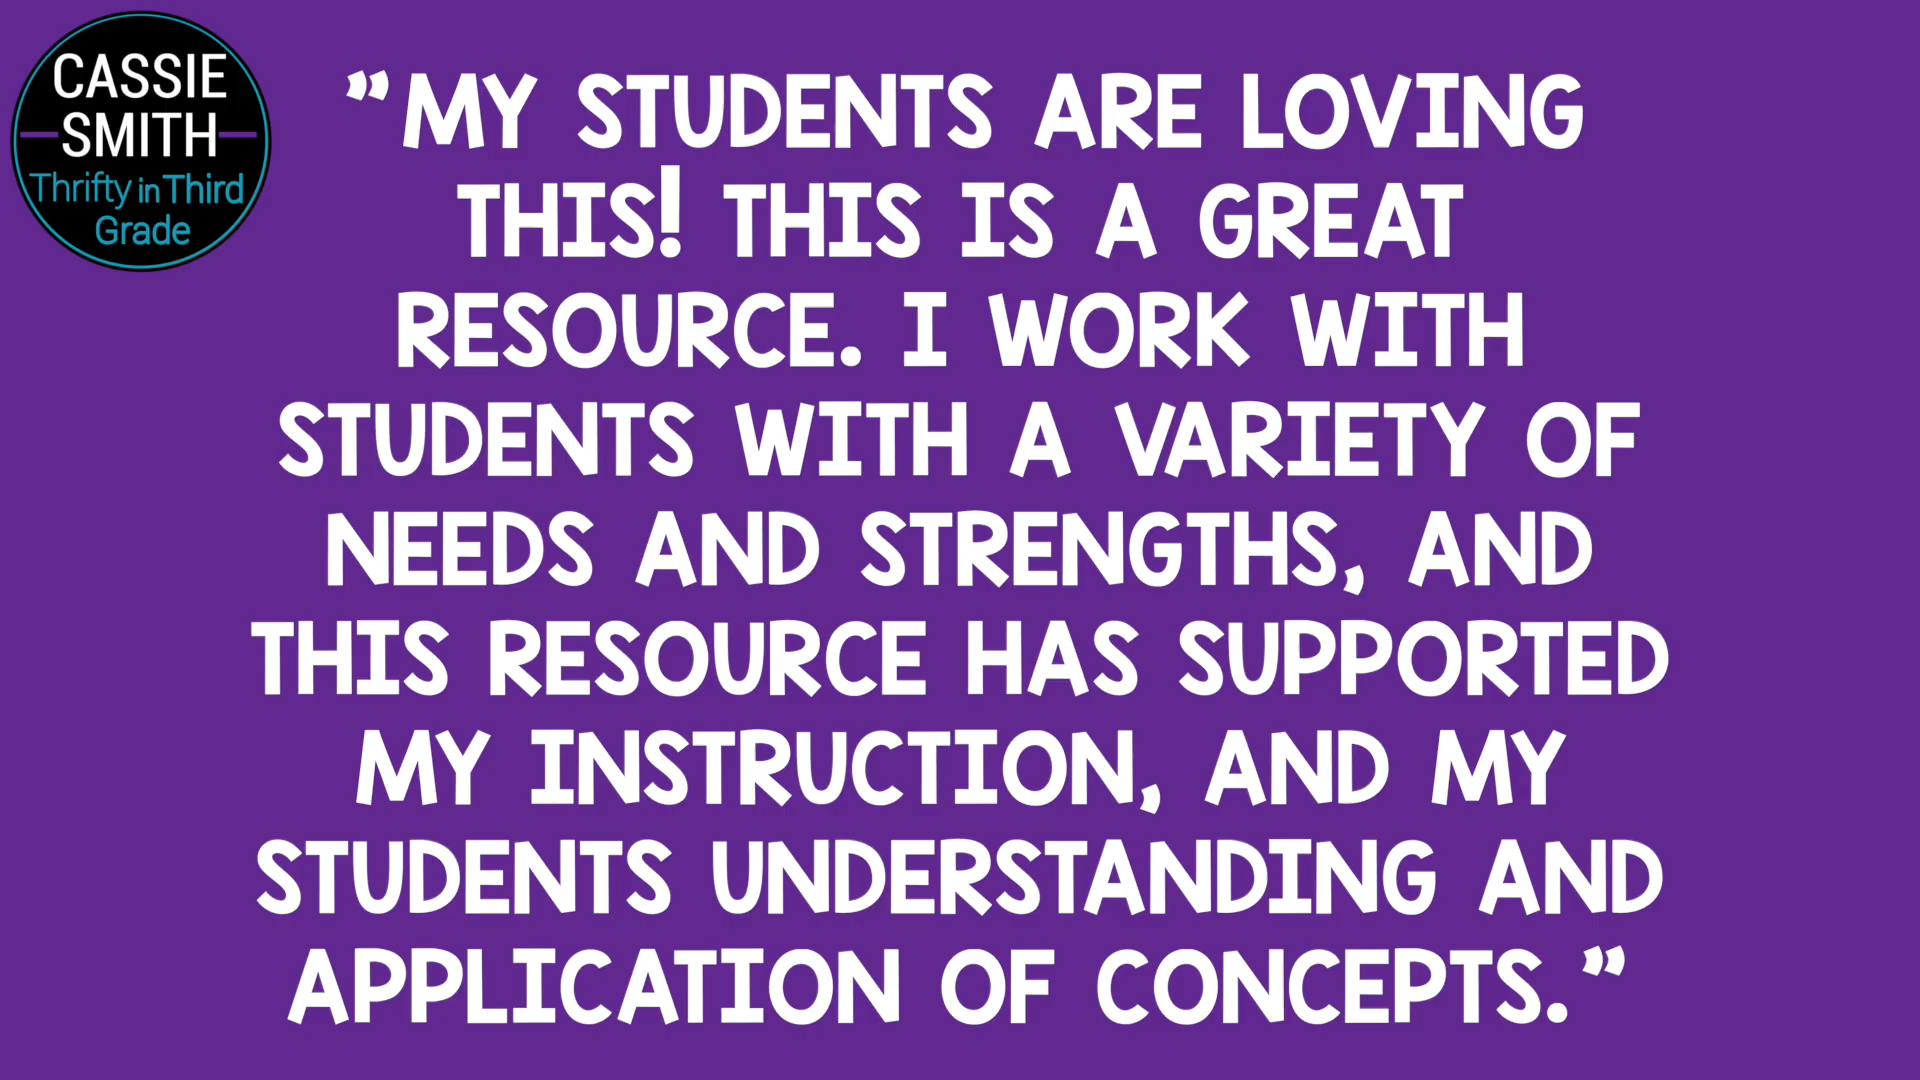 CASSIE
SMITH
Thrifty in Third
Grade
"MY STUDENTS ARE LOVING
THIS! THIS IS A GREAT
RESOURCE. I WORK WITH
STUDENTS WITH A VARIETY OF
NEEDS AND STRENGTHS, AND
THIS RESOURCE HAS SUPPORTED
MY INSTRUCTION, AND MY
STUDENTS UNDERSTANDING AND
APPLICATION OF CONCEPTS."